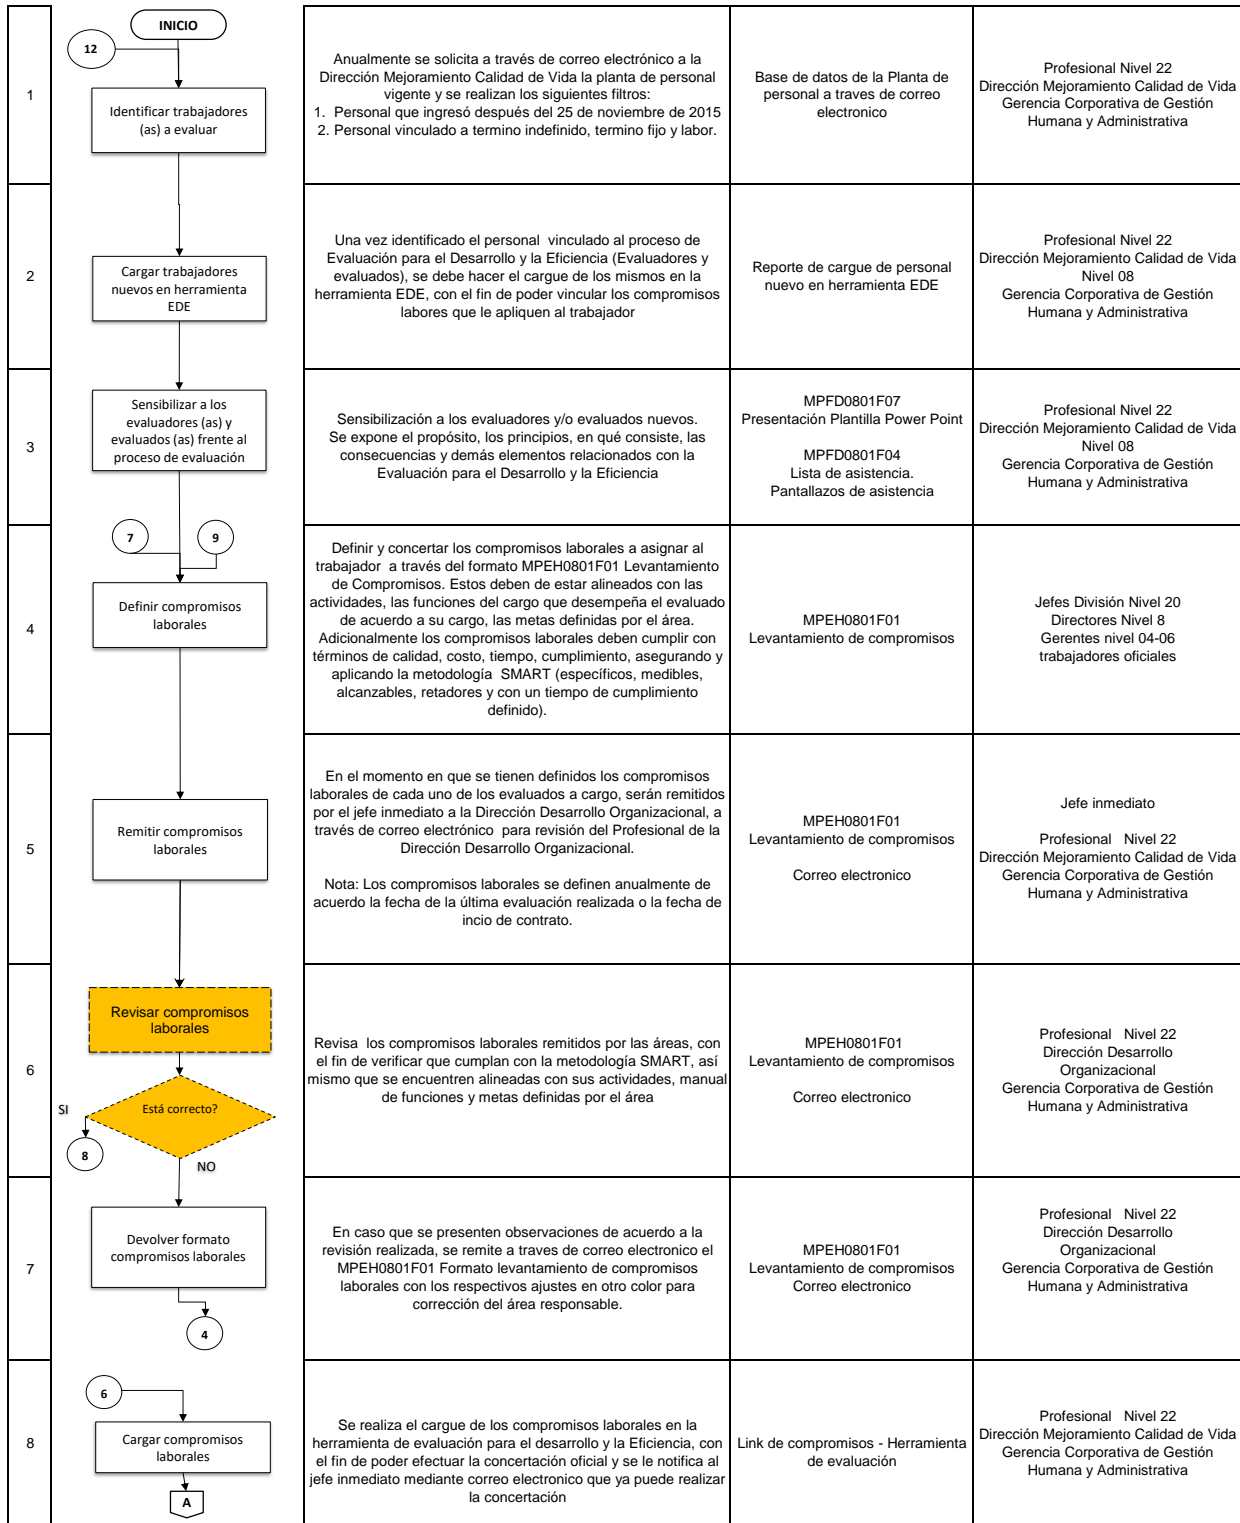 INICIO
12
1
Identificar trabajadores
(as) a evaluar
Anualmente se solicita a través de correo electrónico a la
Dirección Mejoramiento Calidad de Vida la planta de personal
vigente y se realizan los siguientes filtros:
1. Personal que ingresó después del 25 de noviembre de 2015
2. Personal vinculado a termino indefinido, termino fijo y labor.
Base de datos de la Planta de
personal a traves de correo
electronico
Profesional Nivel 22
Dirección Mejoramiento Calidad de Vida
Gerencia Corporativa de Gestión
Humana y Administrativa
2
Cargar trabajadores
nuevos en herramienta
EDE
Una vez identificado el personal vinculado al proceso de
Evaluación para el Desarrollo y la Eficiencia (Evaluadores y
evaluados), se debe hacer el cargue de los mismos en la
herramienta EDE, con el fin de poder vincular los compromisos
labores que le apliquen al trabajador
Reporte de cargue de personal
nuevo en herramienta EDE
Profesional Nivel 22
Dirección Mejoramiento Calidad de Vida
Nivel 08
Gerencia Corporativa de Gestión
Humana y Administrativa
3
Sensibilizar a los
evaluadores (as) y
evaluados (as) frente al
proceso de evaluación
Sensibilización a los evaluadores y/o evaluados nuevos.
Se expone el propósito, los principios, en qué consiste, las
consecuencias y demás elementos relacionados con la
Evaluación para el Desarrollo y la Eficiencia
MPFD0801F07
Presentación Plantilla Power Point
MPFD0801F04
Lista de asistencia.
Pantallazos de asistencia
Profesional Nivel 22
Dirección Mejoramiento Calidad de Vida
Nivel 08
Gerencia Corporativa de Gestión
Humana y Administrativa
7
9
4
Definir compromisos
laborales
Definir y concertar los compromisos laborales a asignar al
trabajador a través del formato MPEH0801F01 Levantamiento
de Compromisos. Estos deben de estar alineados con las
actividades, las funciones del cargo que desempeña el evaluado
de acuerdo a su cargo, las metas definidas por el área.
Adicionalmente los compromisos laborales deben cumplir con
términos de calidad, costo, tiempo, cumplimiento, asegurando y
aplicando la metodología SMART (específicos, medibles,
alcanzables, retadores y con un tiempo de cumplimiento
definido).
MPEH0801F01
Levantamiento de compromisos
Jefes División Nivel 20
Directores Nivel 8
Gerentes nivel 04-06
trabajadores oficiales
5
Remitir compromisos
laborales
En el momento en que se tienen definidos los compromisos
laborales de cada uno de los evaluados a cargo, serán remitidos
por el jefe inmediato a la Dirección Desarrollo Organizacional, a
través de correo electrónico para revisión del Profesional de la
Dirección Desarrollo Organizacional.
Nota: Los compromisos laborales se definen anualmente de
acuerdo la fecha de la última evaluación realizada o la fecha de
incio de contrato.
MPEH0801F01
Levantamiento de compromisos
Correo electronico
Jefe inmediato
Profesional Nivel 22
Dirección Mejoramiento Calidad de Vida
Gerencia Corporativa de Gestión
Humana y Administrativa
6
Revisar compromisos
laborales
Está correcto?
SI
8
NO
Revisa los compromisos laborales remitidos por las áreas, con
el fin de verificar que cumplan con la metodología SMART, así
mismo que se encuentren alineadas con sus actividades, manual
de funciones y metas definidas por el área
MPEH0801F01
Levantamiento de compromisos
Correo electronico
Profesional Nivel 22
Dirección Desarrollo
Organizacional
Gerencia Corporativa de Gestión
Humana y Administrativa
7
Devolver formato
compromisos laborales
4
En caso que se presenten observaciones de acuerdo a la
revisión realizada, se remite a traves de correo electronico el
MPEH0801F01 Formato levantamiento de compromisos
laborales con los respectivos ajustes en otro color para
corrección del área responsable.
MPEH0801F01
Levantamiento de compromisos
Correo electronico
Profesional Nivel 22
Dirección Desarrollo
Organizacional
Gerencia Corporativa de Gestión
Humana y Administrativa
6
8
Cargar compromisos
laborales
A
Se realiza el cargue de los compromisos laborales en la
herramienta de evaluación para el desarrollo y la Eficiencia, con
el fin de poder efectuar la concertación oficial y se le notifica al
jefe inmediato mediante correo electronico que ya puede realizar
la concertación
Link de compromisos - Herramienta
de evaluación
Profesional Nivel 22
Dirección Mejoramiento Calidad de Vida
Gerencia Corporativa de Gestión
Humana y Administrativa